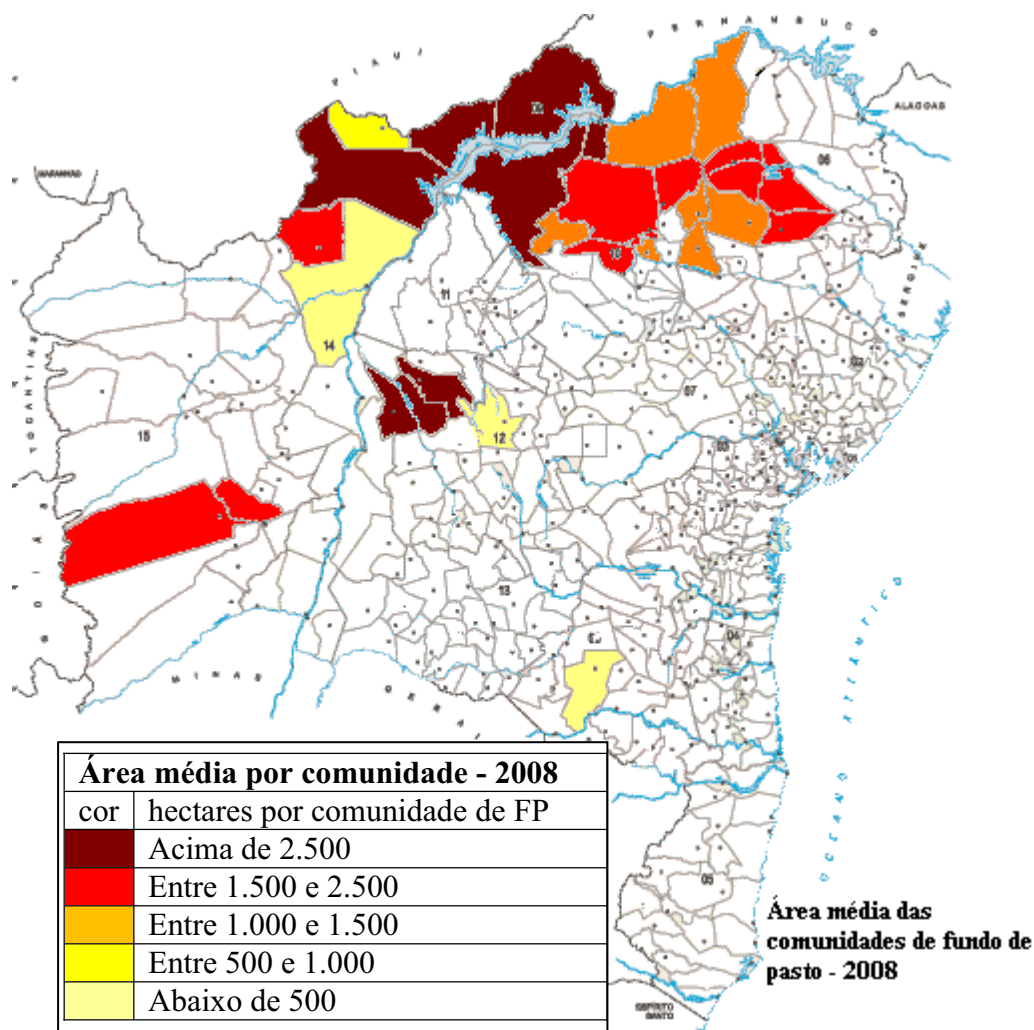 PERNAMBUCO
PIAUÍ
ALAGOAS
MARANHÃO
06
SERGIPE
11
14
02
07
TOCANTINS
15
12
03
GOIÁS
13
04
MINAS GERAI
OCEANO ATLÂNTICO
05
Área média por comunidade - 2008
cor hectares por comunidade de FP
Acima de 2.500
Entre 1.500 e 2.500
Entre 1.000 e 1.500
Entre 500 e 1.000
Abaixo de 500
Área média das
comunidades de fundo de
pasto - 2008
ESPÍRITO
SANTO